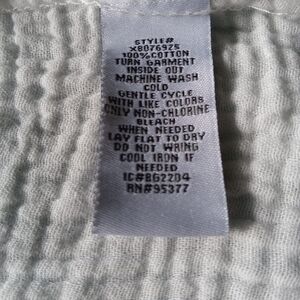 STYLE#
X8076925
100%COTTON
TURN GARMENT
INSIDE OUT
MACHINE WASH
COLD
GENTLE CYCLE
WITH LIKE COLORS
ONLY NON-CHLORINE
BLEACH
WHEN NEEDED
LAY FLAT TO DRY
DO NOT WRING
COOL IRON IF
NEEDED
IC#862204
RN#95377